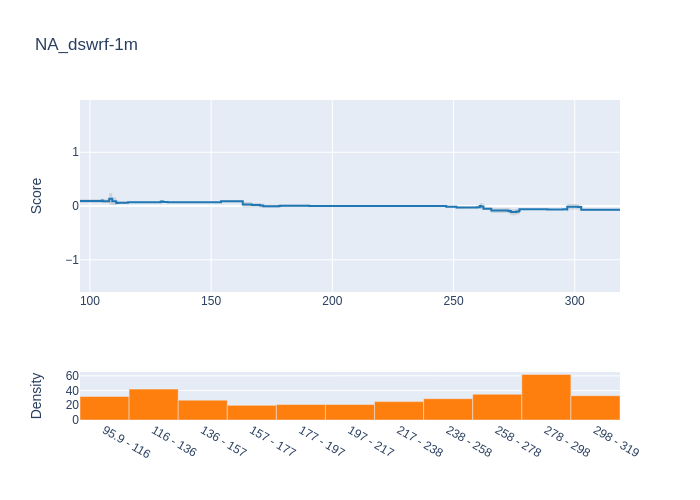 NA_dswrf-1m
Score
1
0
−1
100
150
200
250
300
Density
60
40
20
0
95.9 - 116
116 - 136
136 - 157
157 - 177
177 - 197
197 - 217
217 - 238
238 - 258
258 - 278
278 - 298
298 - 319